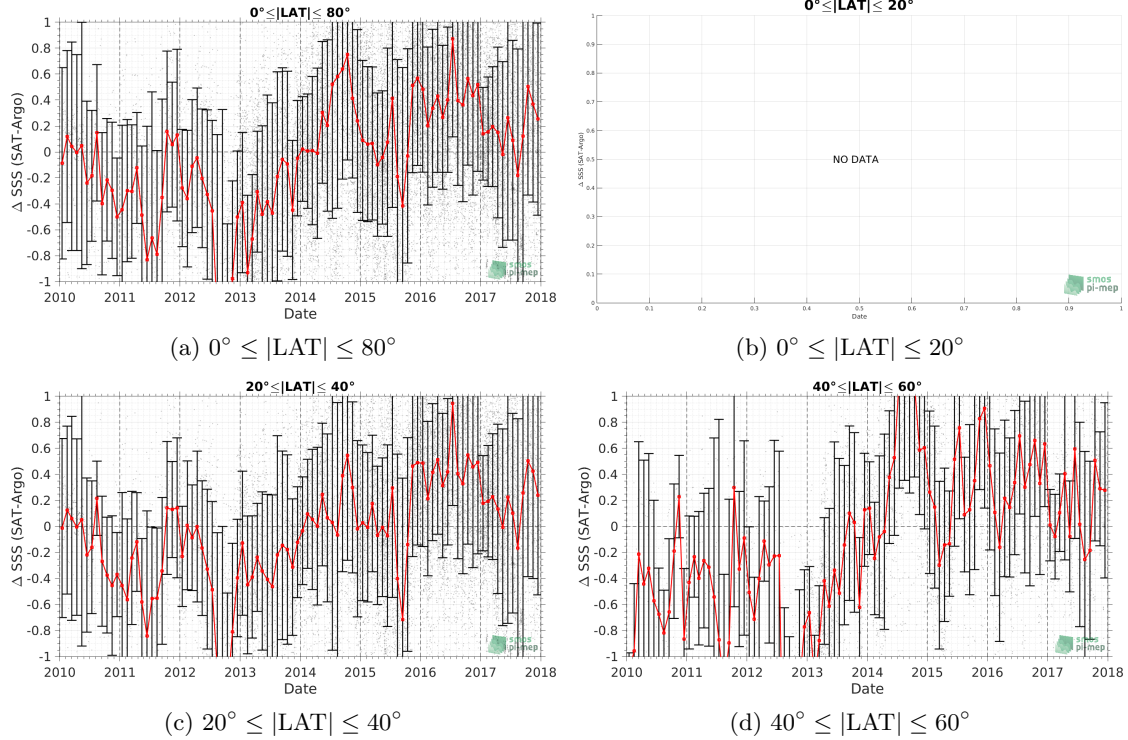 0°≤|LAT|≤ 80°
Δ SSS (SAT-Argo)
1
0.8
0.6
0.4
0.2
0
-0.2
-0.4
-0.6
-0.8
-1
2010 2011 2012 2013 2014 2015 2016 2017 2018
Date
smos
pi-mep
(a) 0° ≤ |LAT| ≤ 80°
0°≤|LAT|≤ 20°
Δ SSS (SAT-Argo)
1
0.9
0.8
0.7
0.6
0.5
0.4
0.3
0.2
0.1
0
NO DATA
0 0.1 0.2 0.3 0.4 0.5 0.6 0.7 0.8 0.9 1
Date
smos
pi-mep
(b) 0° ≤ |LAT| ≤ 20°
20°≤|LAT|≤ 40°
Δ SSS (SAT-Argo)
1
0.8
0.6
0.4
0.2
0
-0.2
-0.4
-0.6
-0.8
-1
2010 2011 2012 2013 2014 2015 2016 2017 2018
Date
smos
pi-mep
(c) 20° ≤ |LAT| ≤ 40°
40°≤|LAT|≤ 60°
Δ SSS (SAT-Argo)
1
0.8
0.6
0.4
0.2
0
-0.2
-0.4
-0.6
-0.8
-1
2010 2011 2012 2013 2014 2015 2016 2017 2018
Date
smos
pi-mep
(d) 40° ≤ |LAT| ≤ 60°